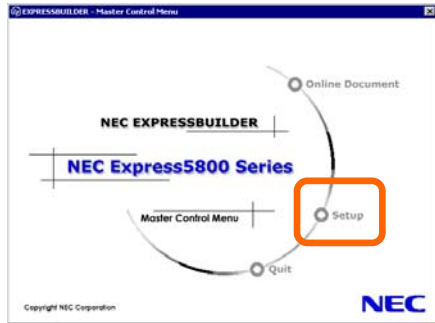 EXPRESSBUILDER - Master Control Menu
Online Document
NEC EXPRESSBUILDER
NEC Express5800 Series
Master Control Menu
Setup
Quit
Copyright NEC Corporation
NEC